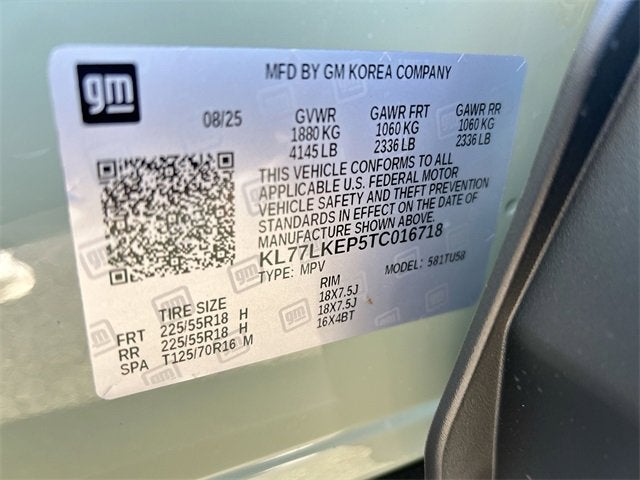 gm
MFD BY GM KOREA COMPANY
08/25
GVWR
1880 KG
4145 LB
GAWR FRT
1060 KG
2336 LB
GAWR RR
1060 KG
2336 LB
THIS VEHICLE CONFORMS TO ALL
APPLICABLE U.S. FEDERAL MOTOR
VEHICLE SAFETY AND THEFT PREVENTION
STANDARDS IN EFFECT ON THE DATE OF
MANUFACTURE SHOWN ABOVE.
KL77LKEP5TC016718
TYPE: MPV MODEL: 581TU58
TIRE SIZE RIM
FRT 225/55R18 H 18X7.5J
RR 225/55R18 H 18X7.5J
SPA T125/70R16 M 16X4BT